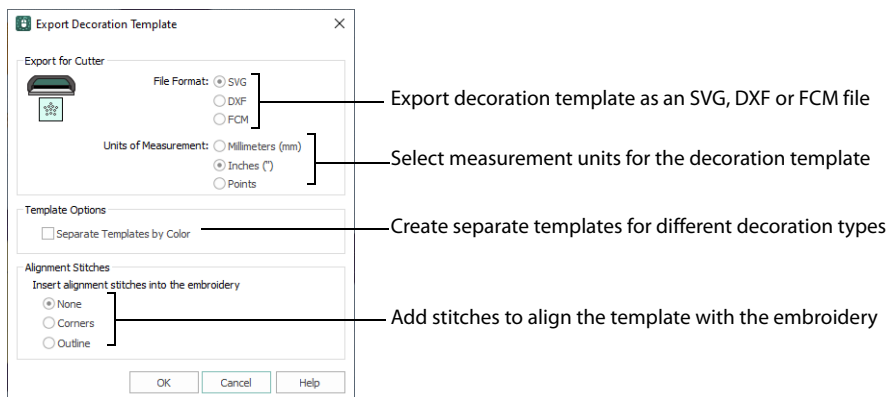 Export Decoration Template
Export for Cutter
File Format: SVG
DXF
FCM
Export decoration template as an SVG, DXF or FCM file
Units of Measurement: Millimeters (mm)
Inches (")
Points
Select measurement units for the decoration template
Template Options
Separate Templates by Color
Create separate templates for different decoration types
Alignment Stitches
Insert alignment stitches into the embroidery
None
Corners
Outline
Add stitches to align the template with the embroidery
OK Cancel Help